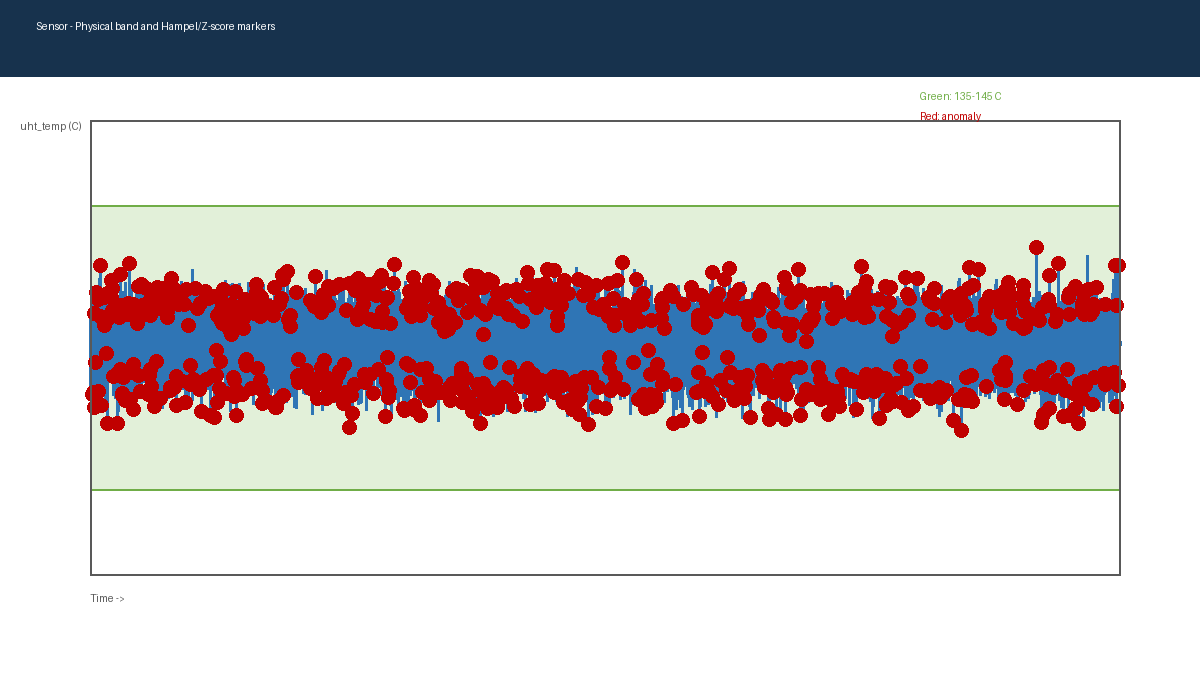 Sensor - Physical band and Hampel/Z-score markers
Green: 135-145 C
Red: anomaly
uht_temp (C)
Time ->